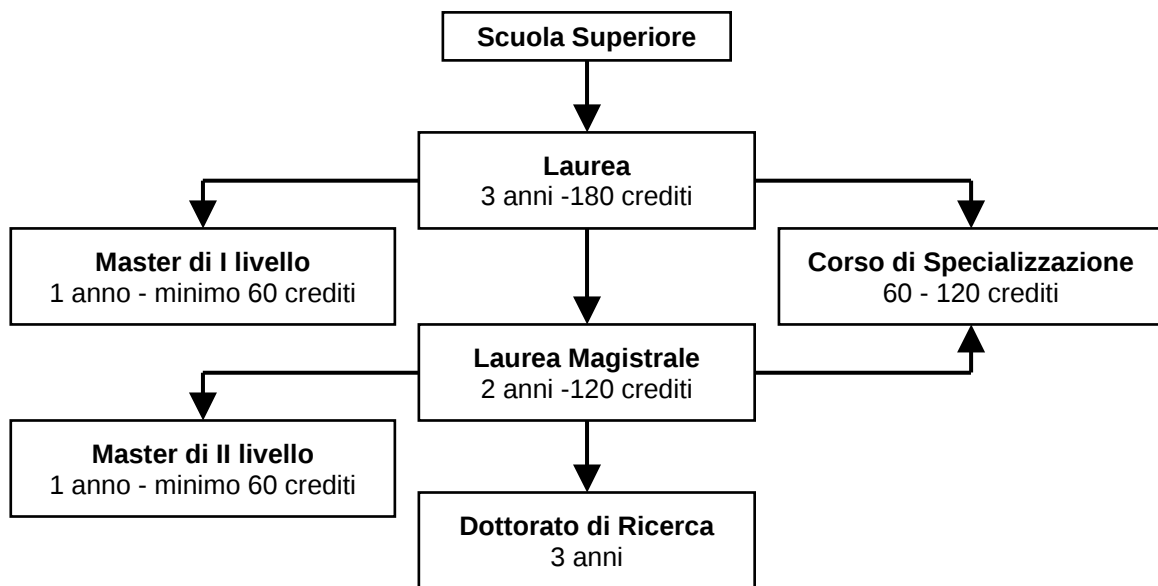 Scuola Superiore
Laurea
3 anni -180 crediti
Master di I livello
1 anno - minimo 60 crediti
Corso di Specializzazione
60 - 120 crediti
Laurea Magistrale
2 anni -120 crediti
Master di II livello
1 anno - minimo 60 crediti
Dottorato di Ricerca
3 anni